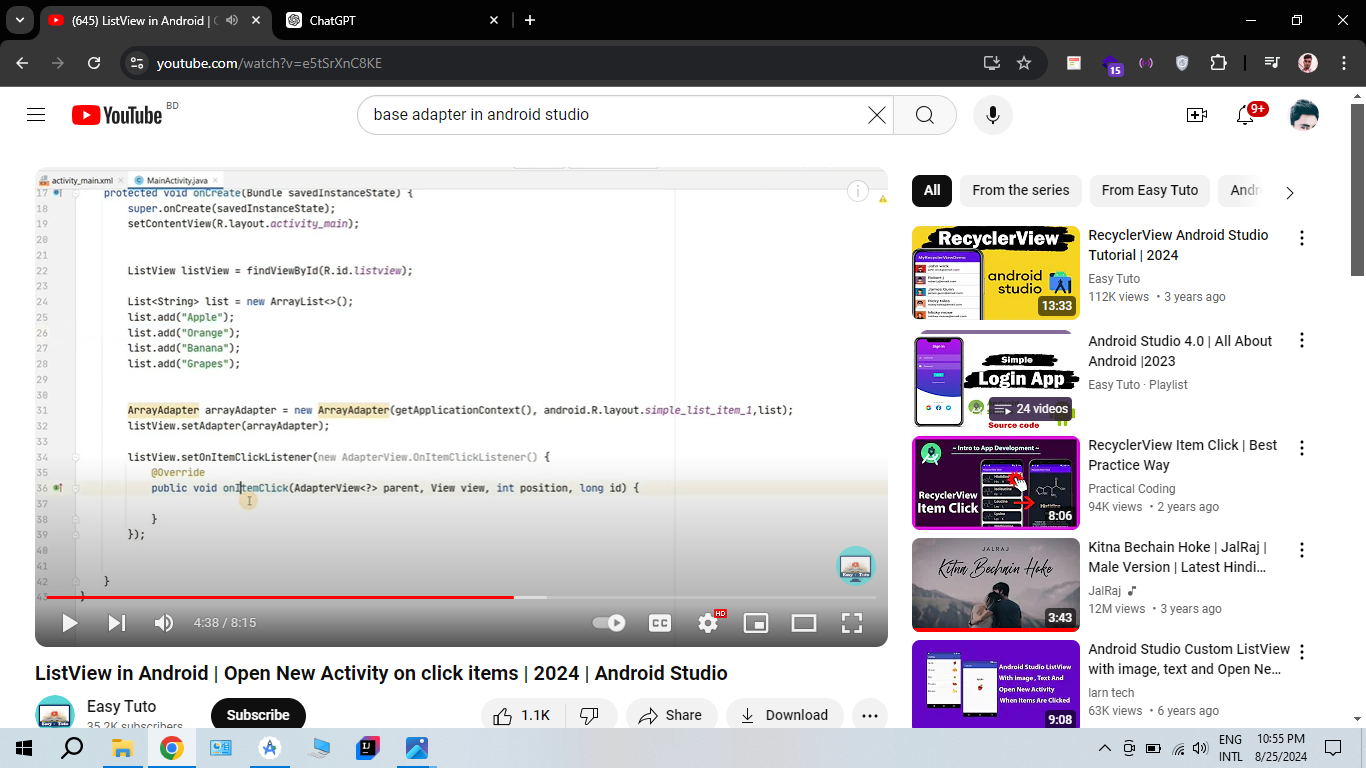 (645) ListView in Android |
ChatGPT
youtube.com/watch?v=e5tSrXnC8KE
15
YouTube BD
base adapter in android studio
9+
activity_main.xml
MainActivity.java
17 protected void onCreate(Bundle savedInstanceState) {
18 super.onCreate(savedInstanceState);
19 setContentView(R.layout.activity_main);
20
21
22 ListView listView = findViewById(R.id.listview);
23
24 List<String> list = new ArrayList<>();
25 list.add("Apple");
26 list.add("Orange");
27 list.add("Banana");
28 list.add("Grapes");
29
30
31 ArrayAdapter arrayAdapter = new ArrayAdapter(getApplicationContext(), android.R.layout.simple_list_item_1,list);
32 listView.setAdapter(arrayAdapter);
33
34 listView.setOnItemClickListener(new AdapterView.OnItemClickListener() {
35 @Override
36 public void onItemClick(AdapterView<?> parent, View view, int position, long id) {
37
38 }
39 });
40
41
42 }
43 }
Easy Tuto
4:38 / 8:15
CC
HD
ListView in Android | Open New Activity on click items | 2024 | Android Studio
Easy Tuto
35.2K subscribers
Subscribe
1.1K
Share
Download
All
From the series
From Easy Tuto
Andr
RecyclerView
android
studio
13:33
RecyclerView Android Studio
Tutorial | 2024
Easy Tuto
112K views • 3 years ago
Simple
Login App
24 videos
Source code
Android Studio 4.0 | All About
Android |2023
Easy Tuto · Playlist
~ Intro to App Development ~
RecyclerView
Item Click
8:06
RecyclerView Item Click | Best
Practice Way
Practical Coding
94K views • 2 years ago
JALRAJ
Kitna Bechain Hoke
3:43
Kitna Bechain Hoke | JalRaj |
Male Version | Latest Hindi...
JalRaj
12M views • 3 years ago
Android Studio ListView
With Image , Text And
Open New Activity
When Items Are Clicked
9:08
Android Studio Custom ListView
with image, text and Open Ne...
larn tech
63K views • 6 years ago
ENG
INTL
10:55 PM
8/25/2024